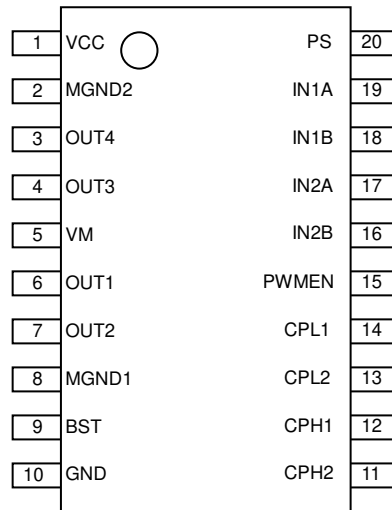 1 VCC PS 20
2 MGND2 IN1A 19
3 OUT4 IN1B 18
4 OUT3 IN2A 17
5 VM IN2B 16
6 OUT1 PWMEN 15
7 OUT2 CPL1 14
8 MGND1 CPL2 13
9 BST CPH1 12
10 GND CPH2 11